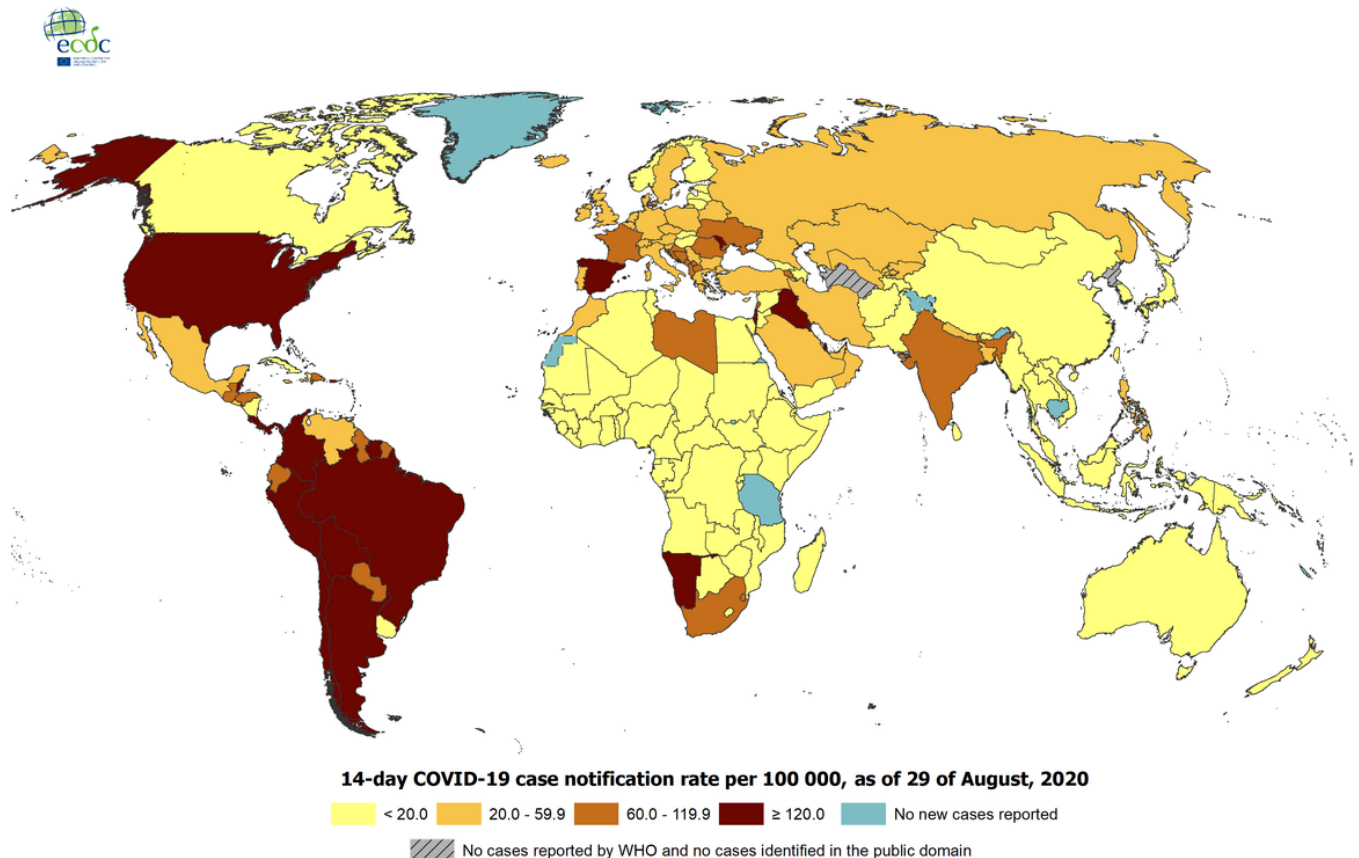 ecdc
14-day COVID-19 case notification rate per 100 000, as of 29 of August, 2020
< 20.0
20.0 - 59.9
60.0 - 119.9
≥ 120.0
No new cases reported
No cases reported by WHO and no cases identified in the public domain